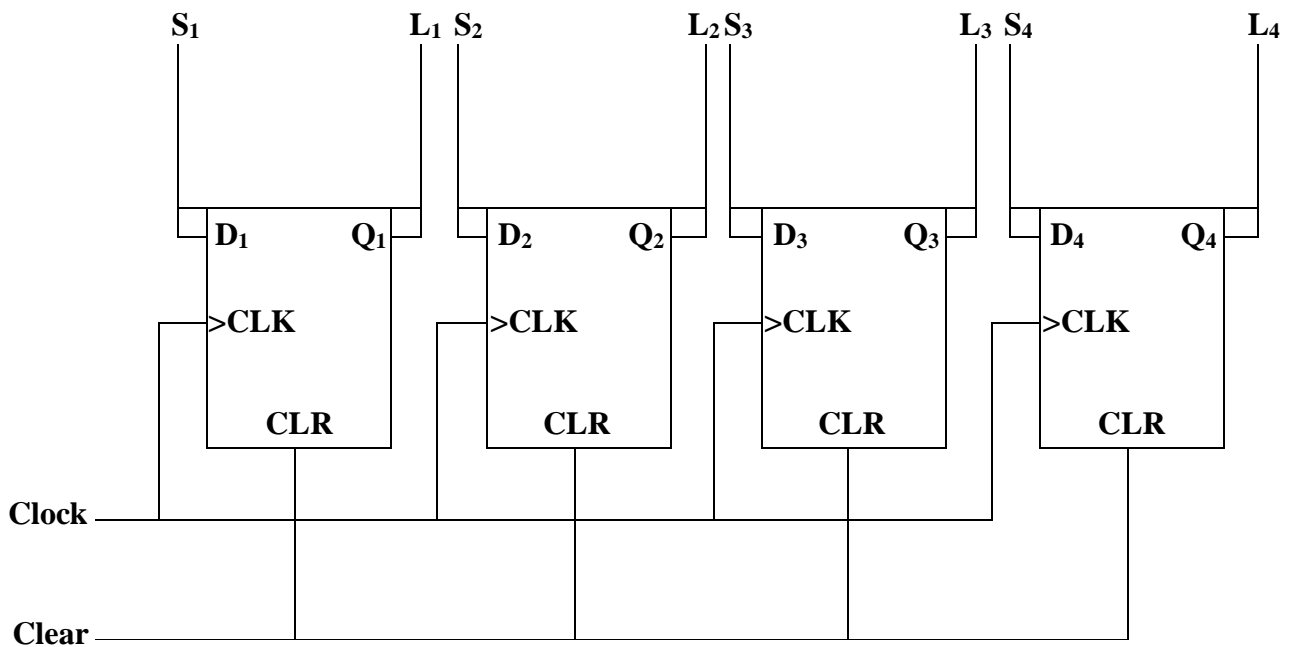 S₁ L₁ S₂ L₂ S₃ L₃ S₄ L₄
D₁ Q₁ D₂ Q₂ D₃ Q₃ D₄ Q₄
>CLK >CLK >CLK >CLK
CLR CLR CLR CLR
Clock
Clear